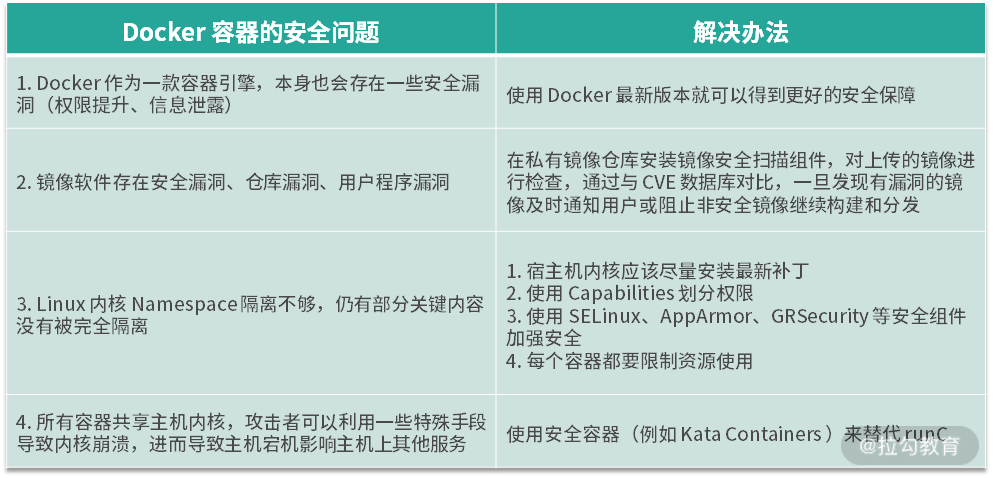 Docker 容器的安全问题
解决办法
1. Docker 作为一款容器引擎，本身也会存在一些安全漏
洞（权限提升、信息泄露）
使用 Docker 最新版本就可以得到更好的安全保障
2. 镜像软件存在安全漏洞、仓库漏洞、用户程序漏洞
在私有镜像仓库安装镜像安全扫描组件，对上传的镜像进
行检查，通过与 CVE 数据库对比，一旦发现有漏洞的镜
像及时通知用户或阻止非安全镜像继续构建和分发
3. Linux 内核 Namespace 隔离不够，仍有部分关键内容
没有被完全隔离
1. 宿主机内核应该尽量安装最新补丁
2. 使用 Capabilities 划分权限
3. 使用 SELinux、AppArmor、GRSecurity 等安全组件
加强安全
4. 每个容器都要限制资源使用
4. 所有容器共享主机内核，攻击者可以利用一些特殊手段
导致内核崩溃，进而导致主机宕机影响主机上其他服务
使用安全容器（例如 Kata Containers ）来替代 runC
@拉勾教育